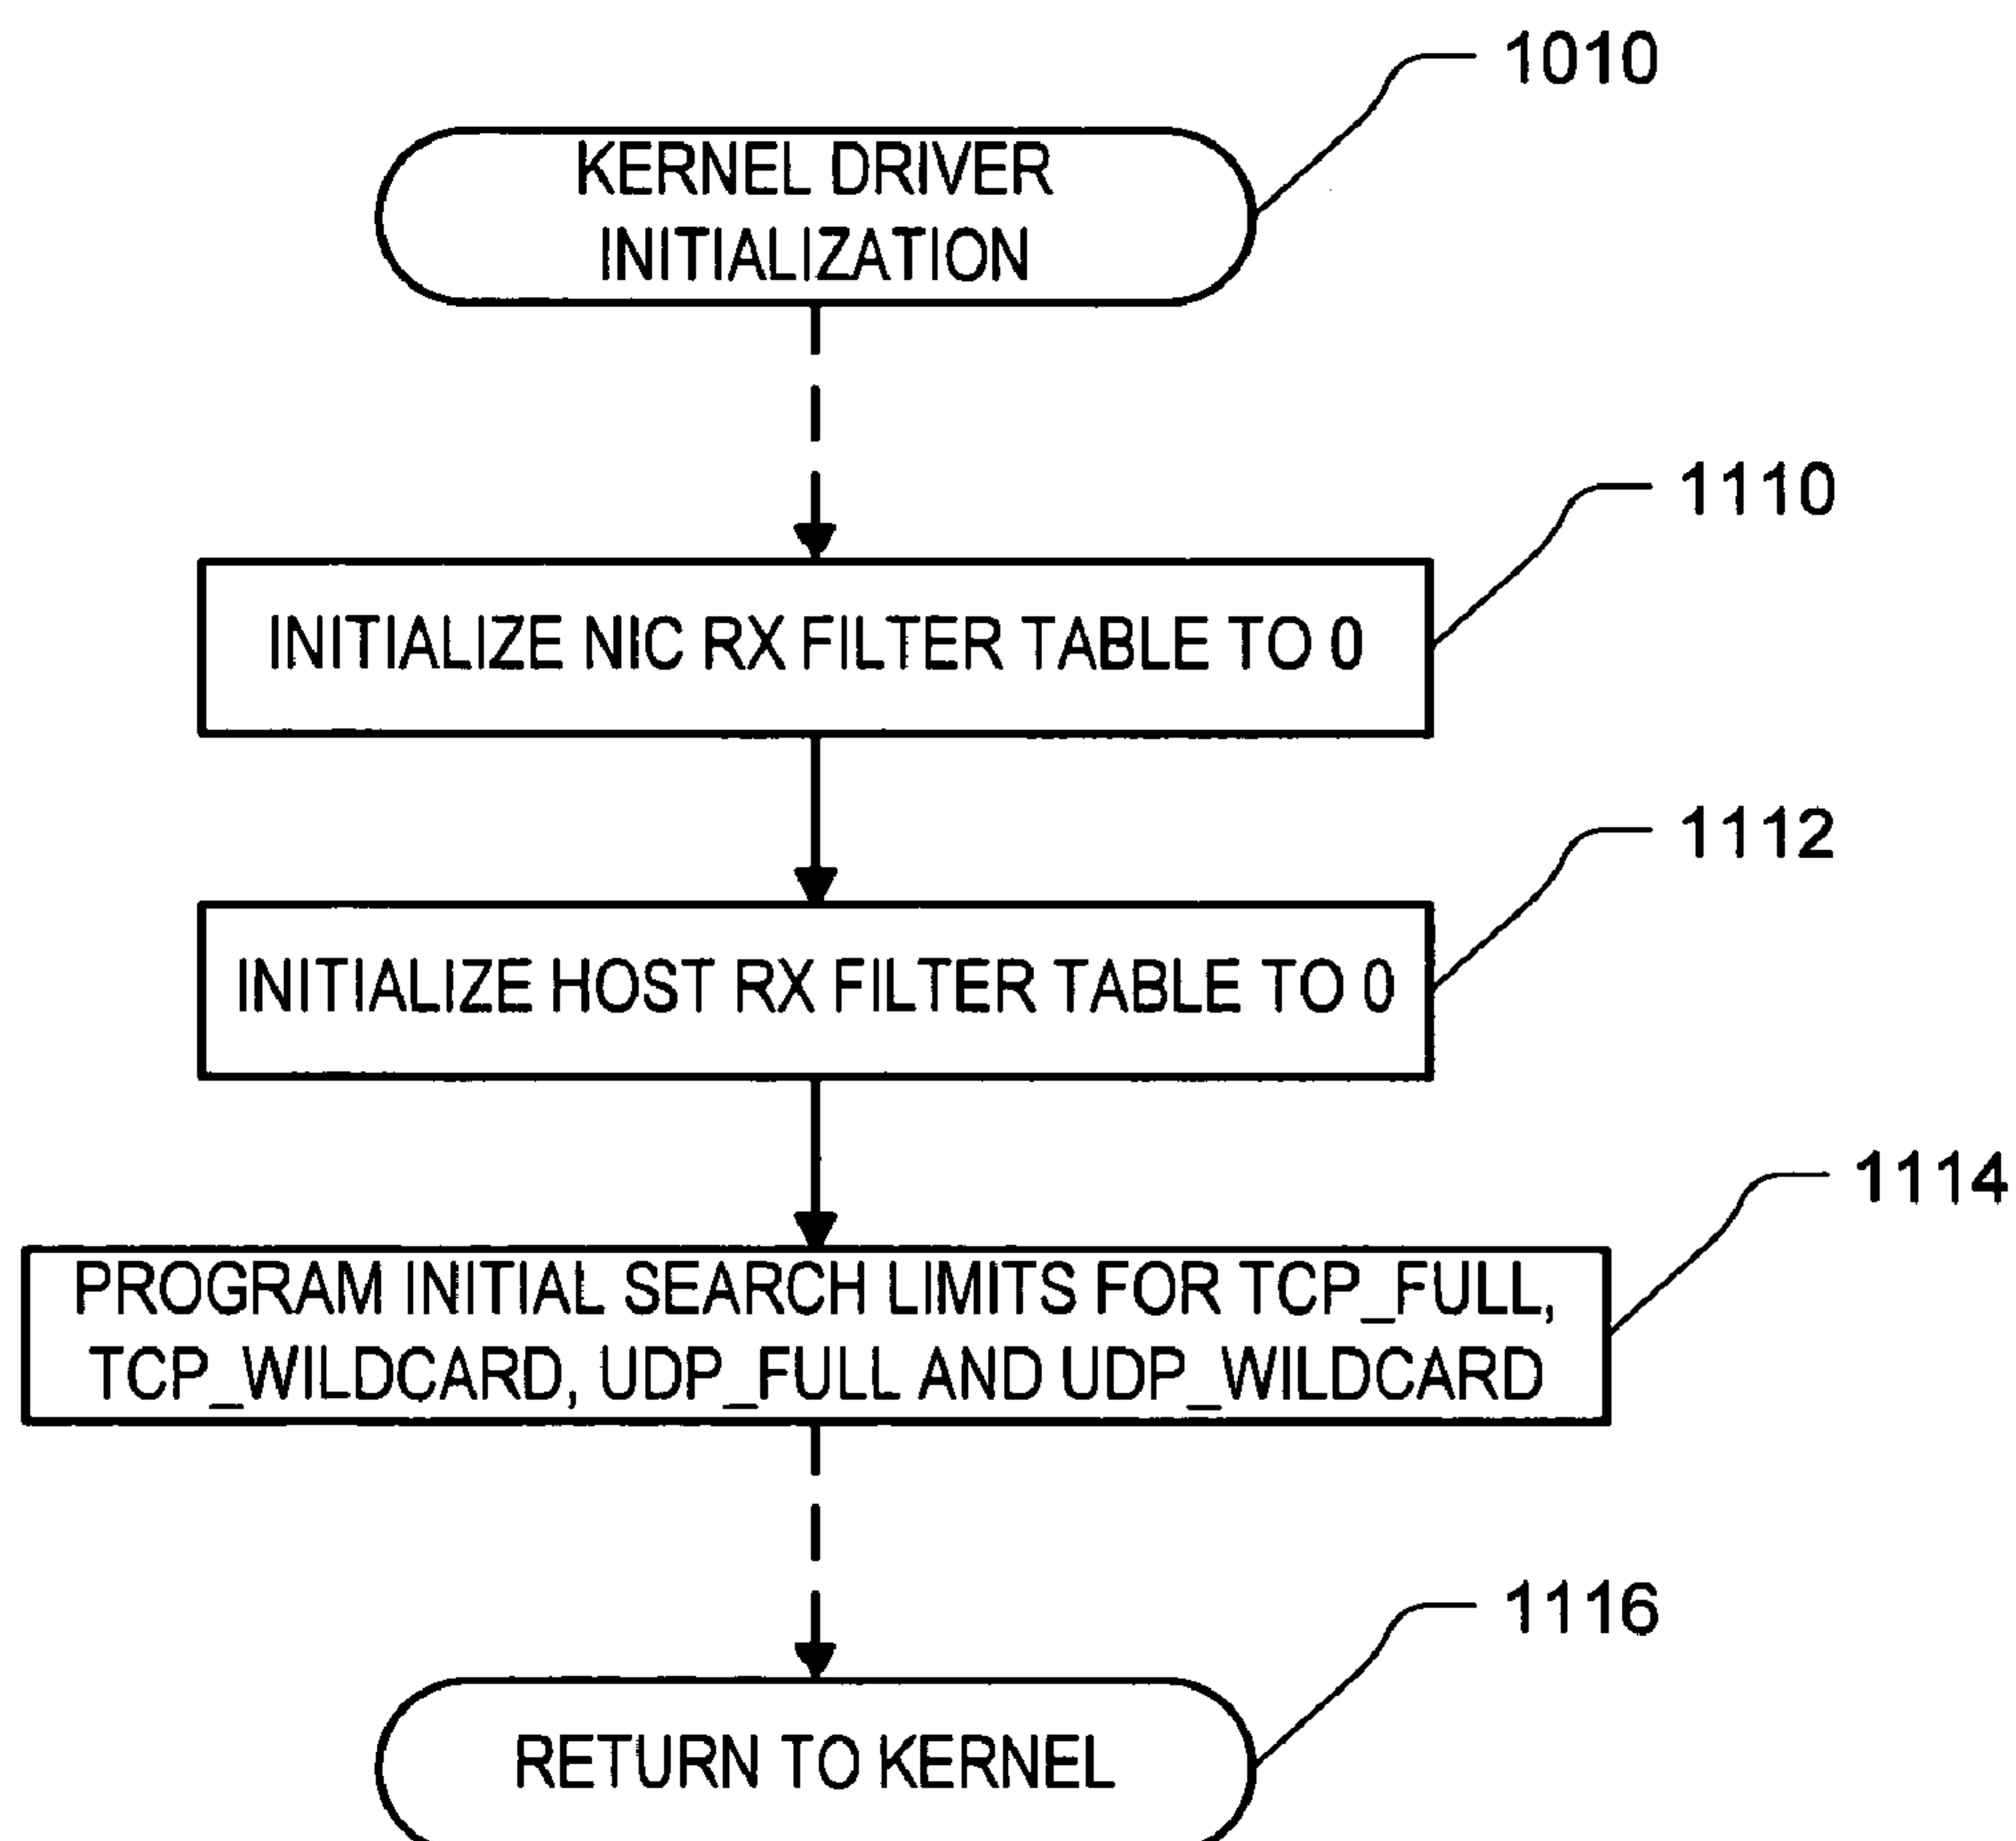 1010
KERNEL DRIVER
INITIALIZATION
1110
INITIALIZE NIC RX FILTER TABLE TO 0
1112
INITIALIZE HOST RX FILTER TABLE TO 0
1114
PROGRAM INITIAL SEARCH LIMITS FOR TCP_FULL,
TCP_WILDCARD, UDP_FULL AND UDP_WILDCARD
1116
RETURN TO KERNEL